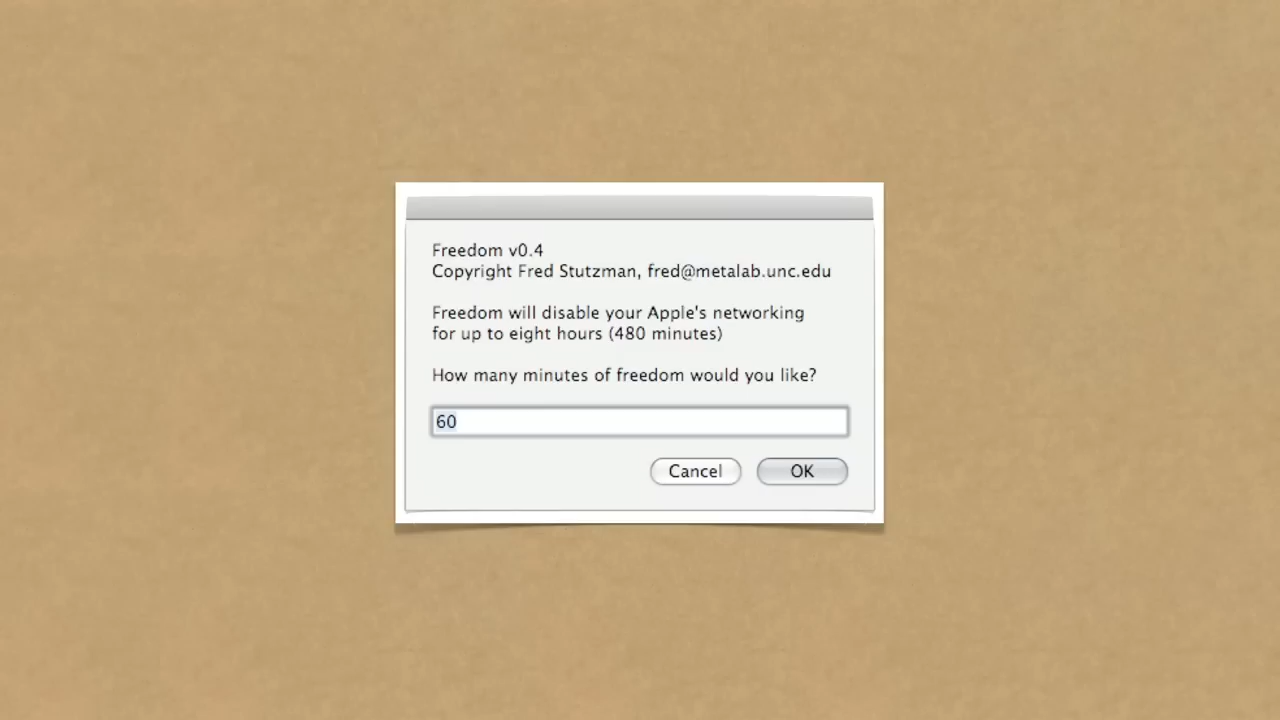 Freedom v0.4
Copyright Fred Stutzman, fred@metalab.unc.edu
Freedom will disable your Apple's networking
for up to eight hours (480 minutes)
How many minutes of freedom would you like?
60
Cancel OK